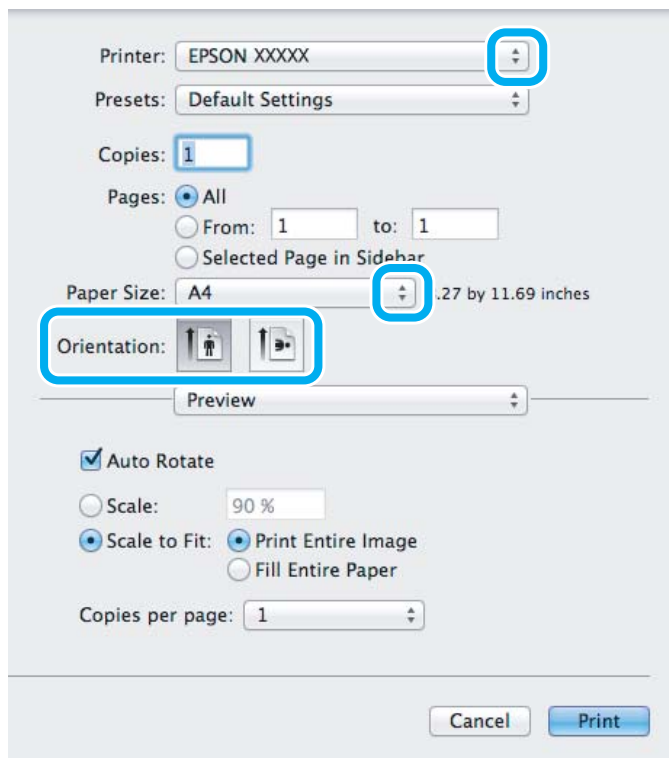 Printer: EPSON XXXXX
Presets: Default Settings
Copies: 1
Pages: All
From: 1 to: 1
Selected Page in Sidebar
Paper Size: A4 .27 by 11.69 inches
Orientation:
Preview
Auto Rotate
Scale: 90 %
Scale to Fit: Print Entire Image
Fill Entire Paper
Copies per page: 1
Cancel Print